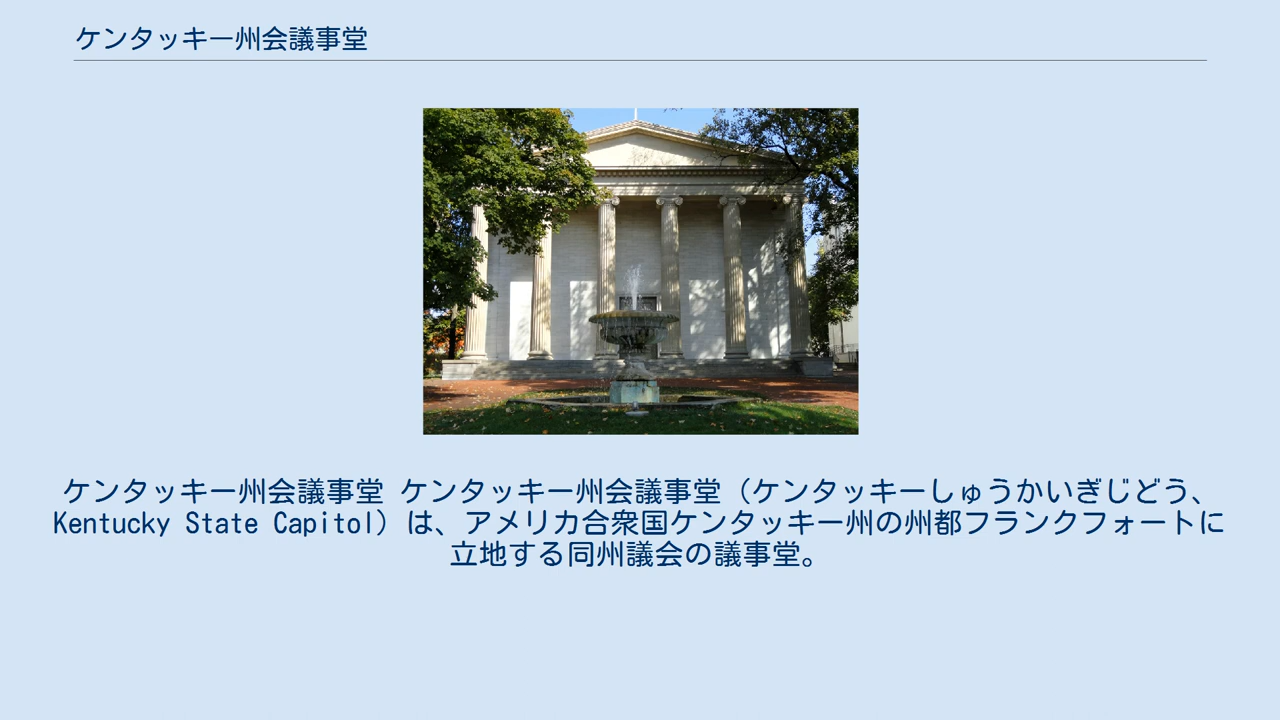 ケンタッキー州会議事堂
ケンタッキー州会議事堂 ケンタッキー州会議事堂（ケンタッキーしゅうかいぎじどう、
Kentucky State Capitol）は、アメリカ合衆国ケンタッキー州の州都フランクフォートに
立地する同州議会の議事堂。